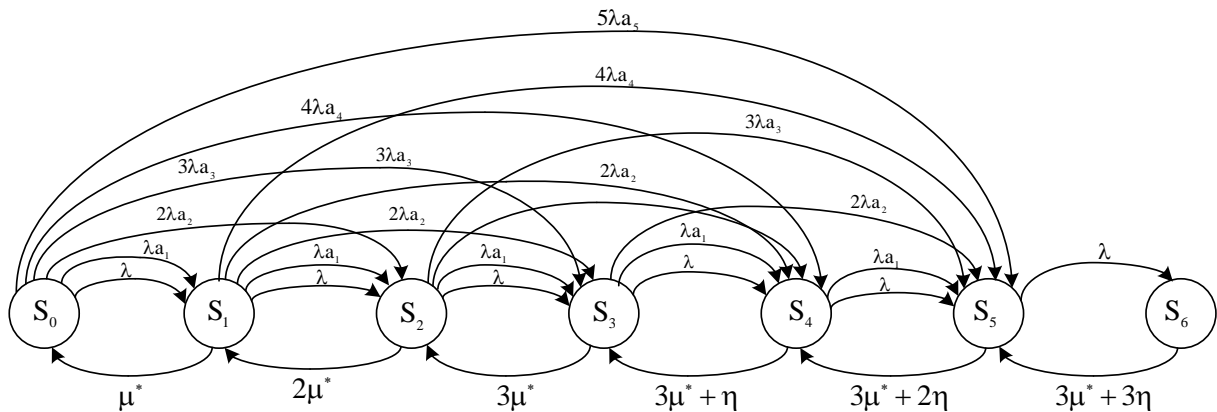 5λa₅
4λa₄
4λa₄
3λa₃
3λa₃
3λa₃
2λa₂
2λa₂
2λa₂
2λa₂
λa₁ λa₁ λa₁ λa₁ λa₁
λ λ λ λ λ λ
S₀ S₁ S₂ S₃ S₄ S₅ S₆
μ* 2μ* 3μ* 3μ* + η 3μ* + 2η 3μ* + 3η